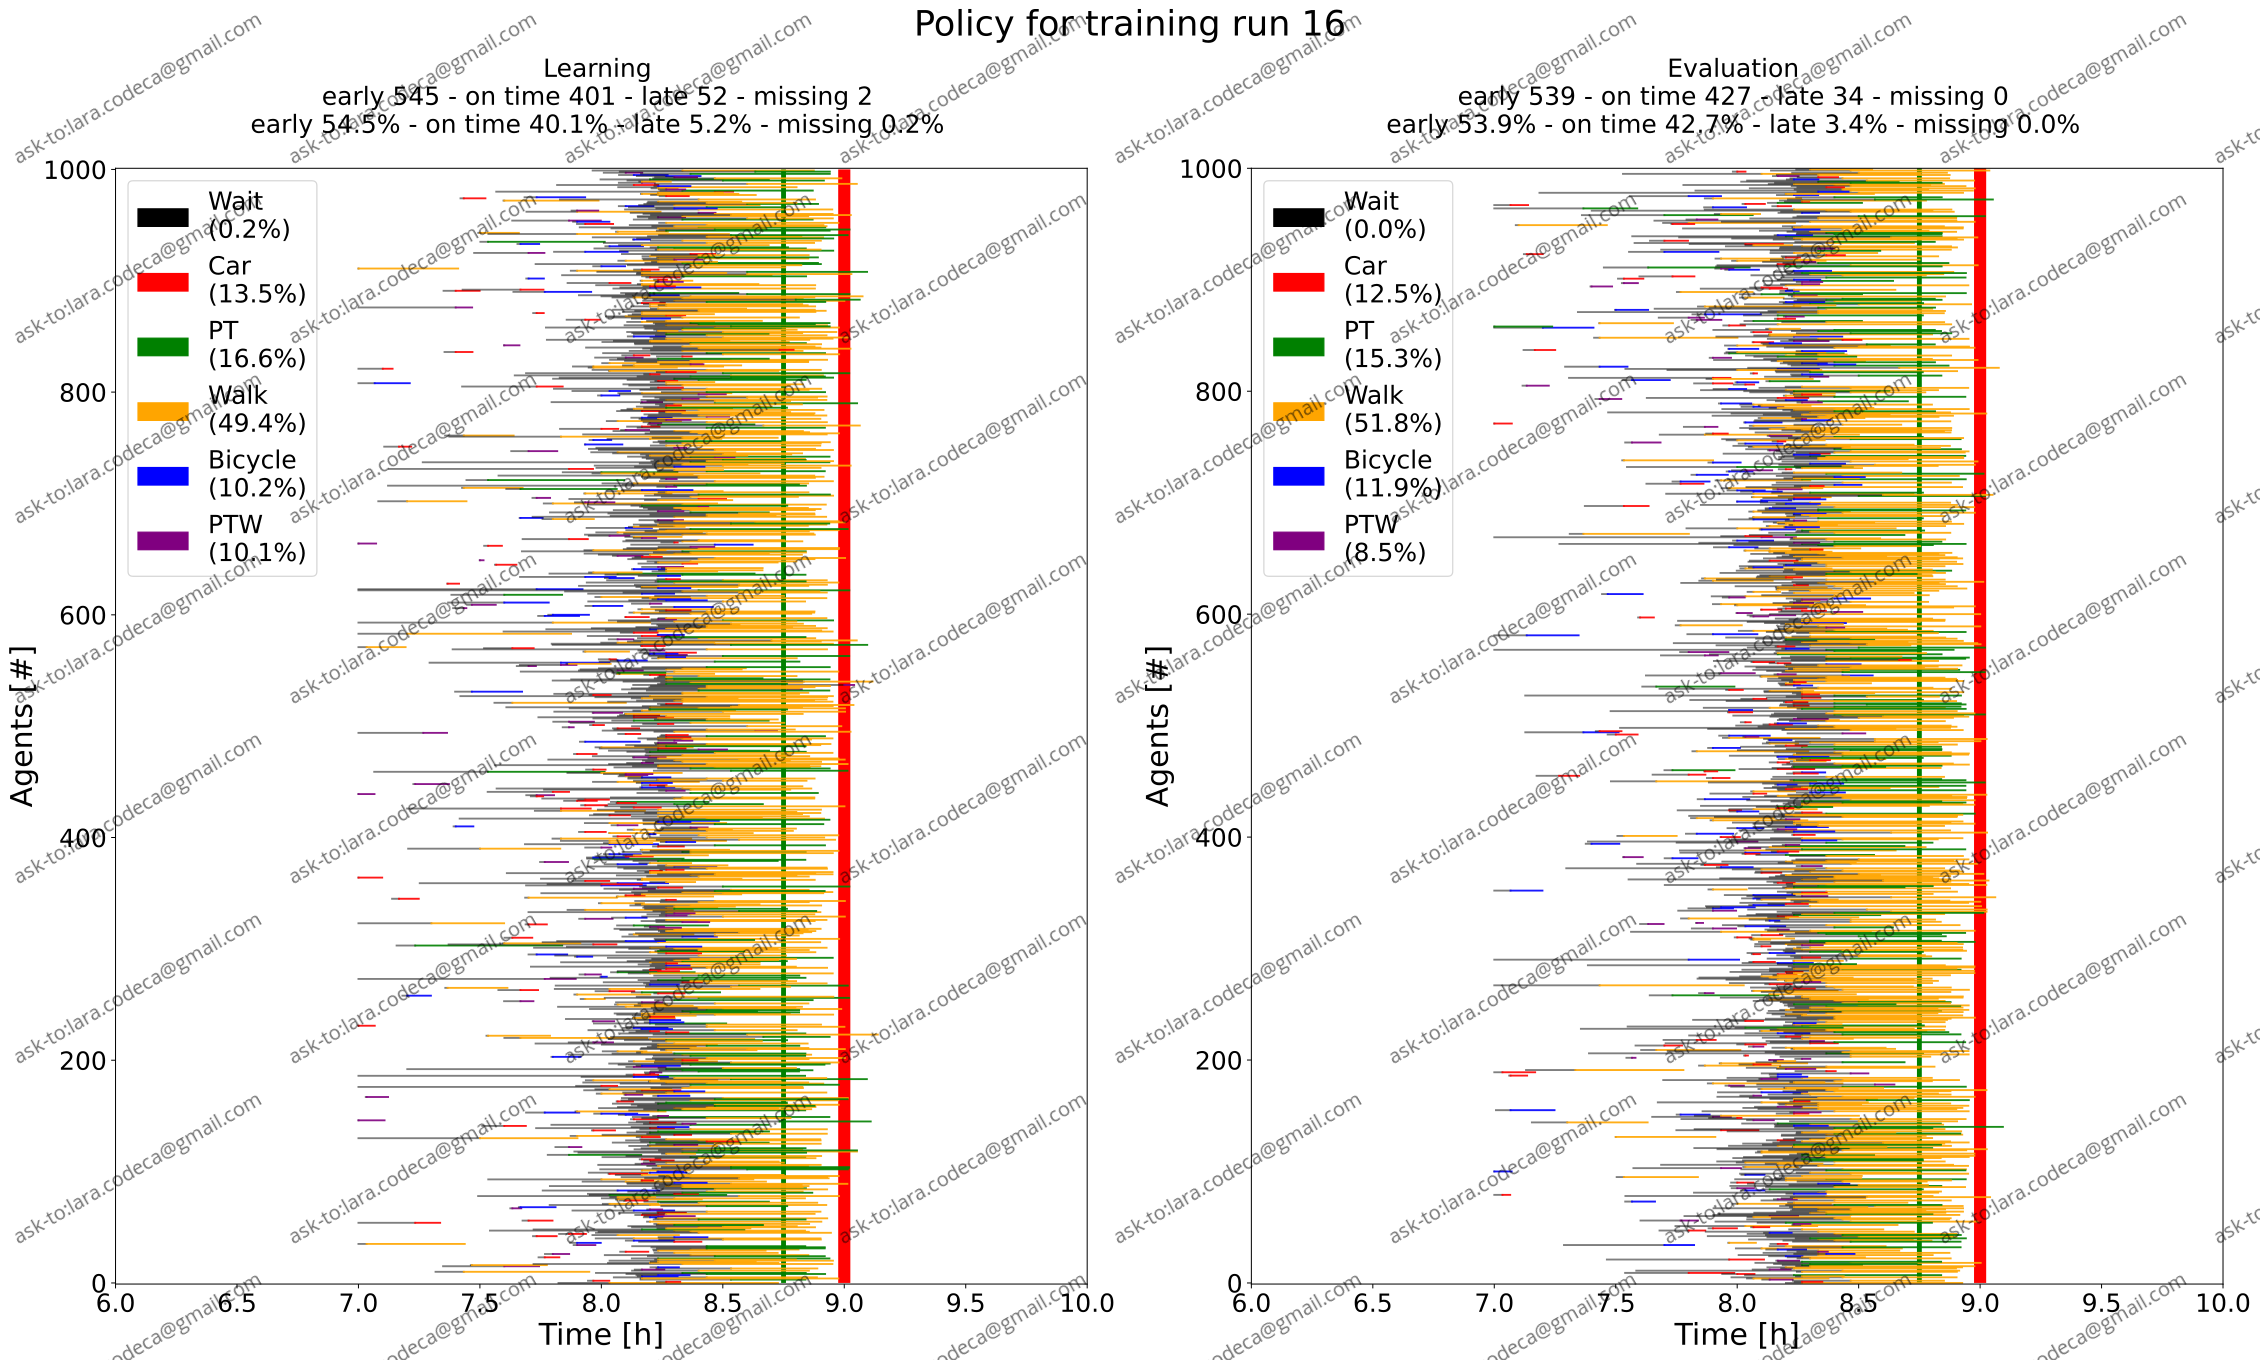 Policy for training run 16
Learning
early 545 - on time 401 - late 52 - missing 2
early 54.5% - on time 40.1% - late 5.2% - missing 0.2%
Agents [#]
1000
800
600
400
200
0
Wait
(0.2%)
Car
(13.5%)
PT
(16.6%)
Walk
(49.4%)
Bicycle
(10.2%)
PTW
(10.1%)
6.0 6.5 7.0 7.5 8.0 8.5 9.0 9.5 10.0
Time [h]
Evaluation
early 539 - on time 427 - late 34 - missing 0
early 53.9% - on time 42.7% - late 3.4% - missing 0.0%
Agents [#]
1000
800
600
400
200
0
Wait
(0.0%)
Car
(12.5%)
PT
(15.3%)
Walk
(51.8%)
Bicycle
(11.9%)
PTW
(8.5%)
6.0 6.5 7.0 7.5 8.0 8.5 9.0 9.5 10.0
Time [h]
ask-to:lara.codeca@gmail.com